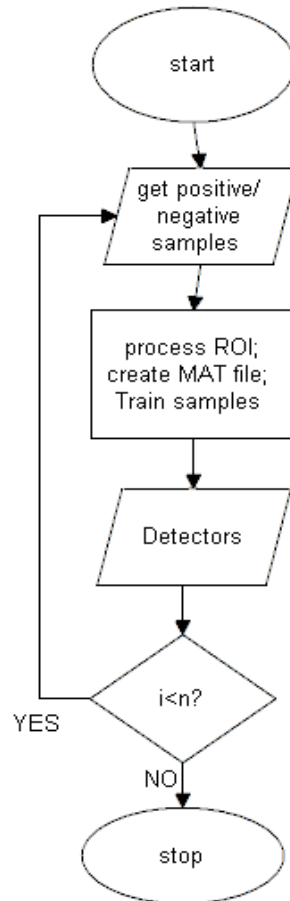 start
get positive/
negative
samples
process ROI;
create MAT file;
Train samples
Detectors
i<n?
YES
NO
stop